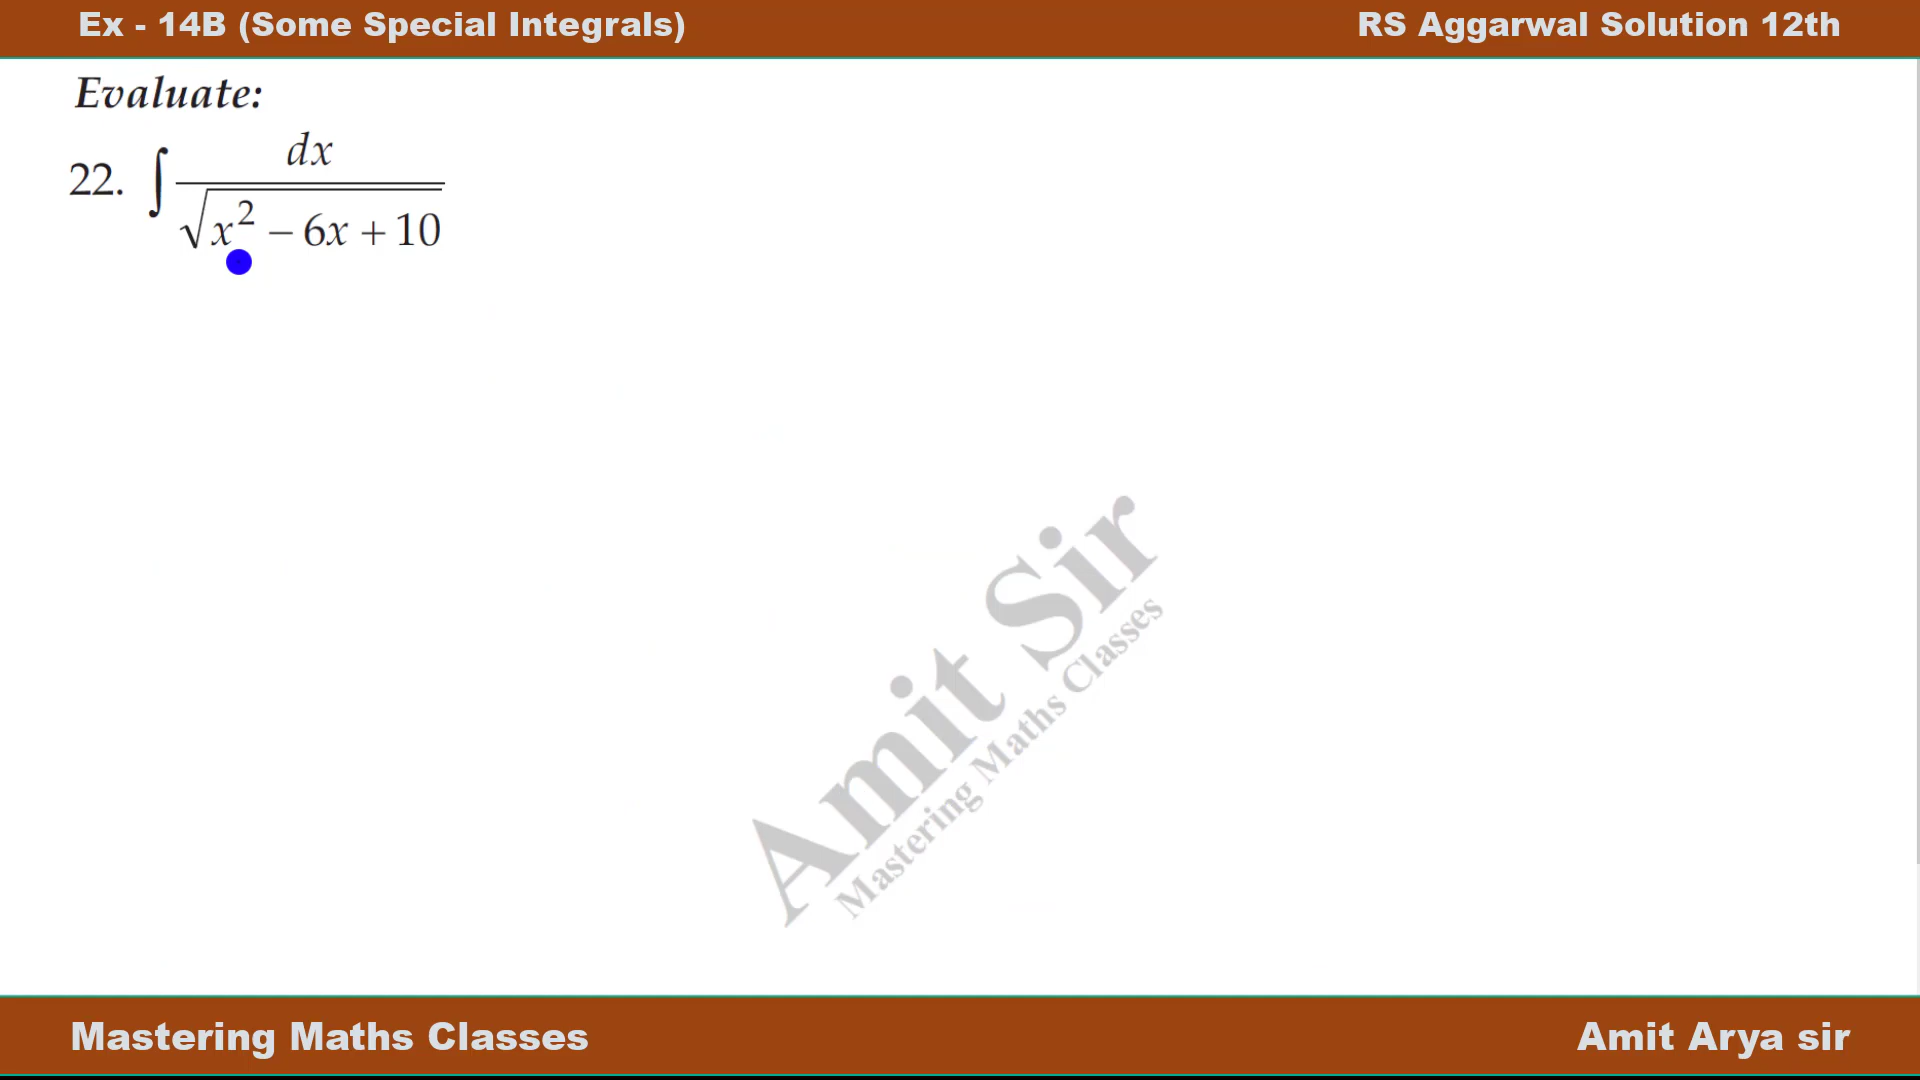 Ex - 14B (Some Special Integrals)
RS Aggarwal Solution 12th
Evaluate:
22. ∫ dx / √(x² − 6x + 10)
Amit Sir
Mastering Maths Classes
Mastering Maths Classes
Amit Arya sir